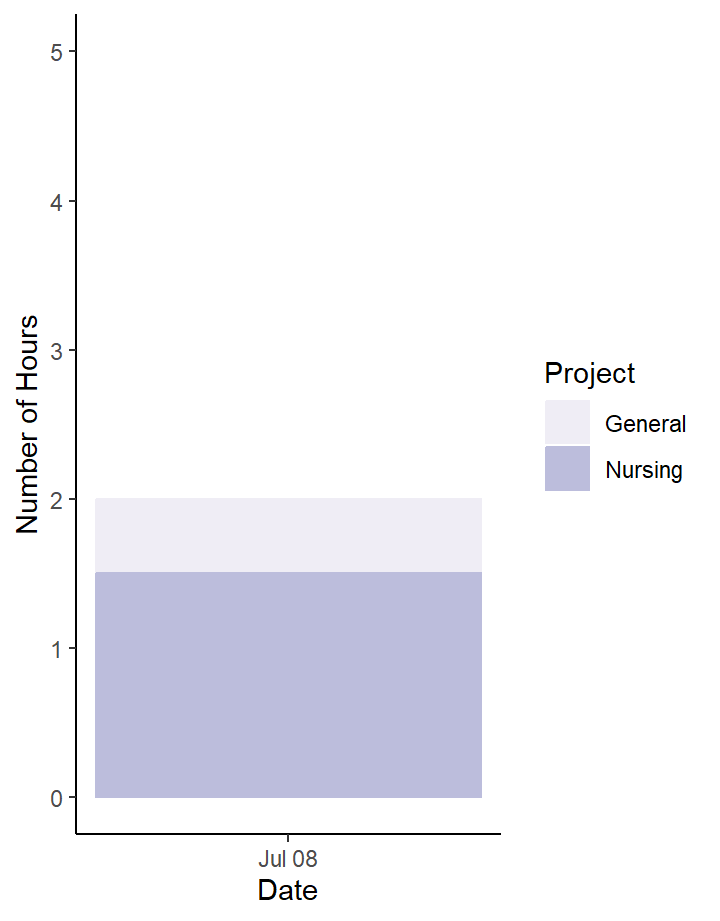 5
4
3
2
1
0
Number of Hours
Jul 08
Date
Project
General
Nursing